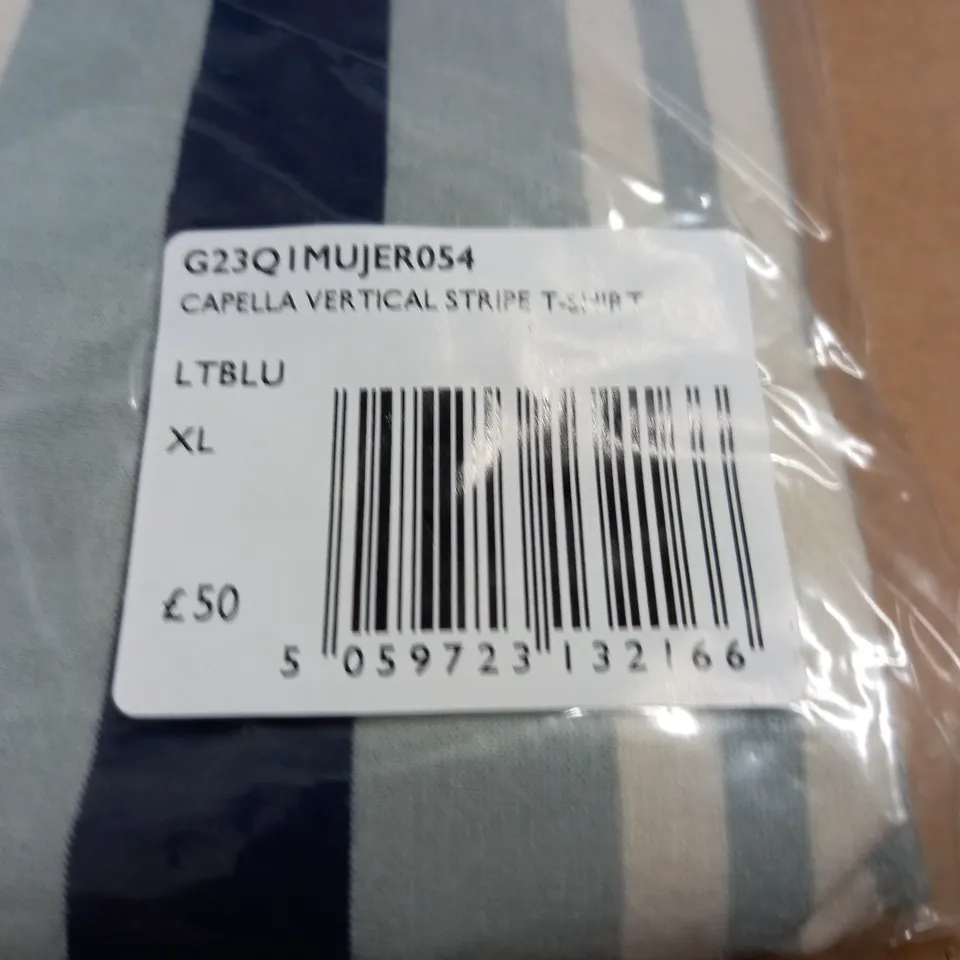 G23Q1MUJER054
CAPELLA VERTICAL STRIPE T-SHIRT
LTBLU
XL
£50
5 059723 132166